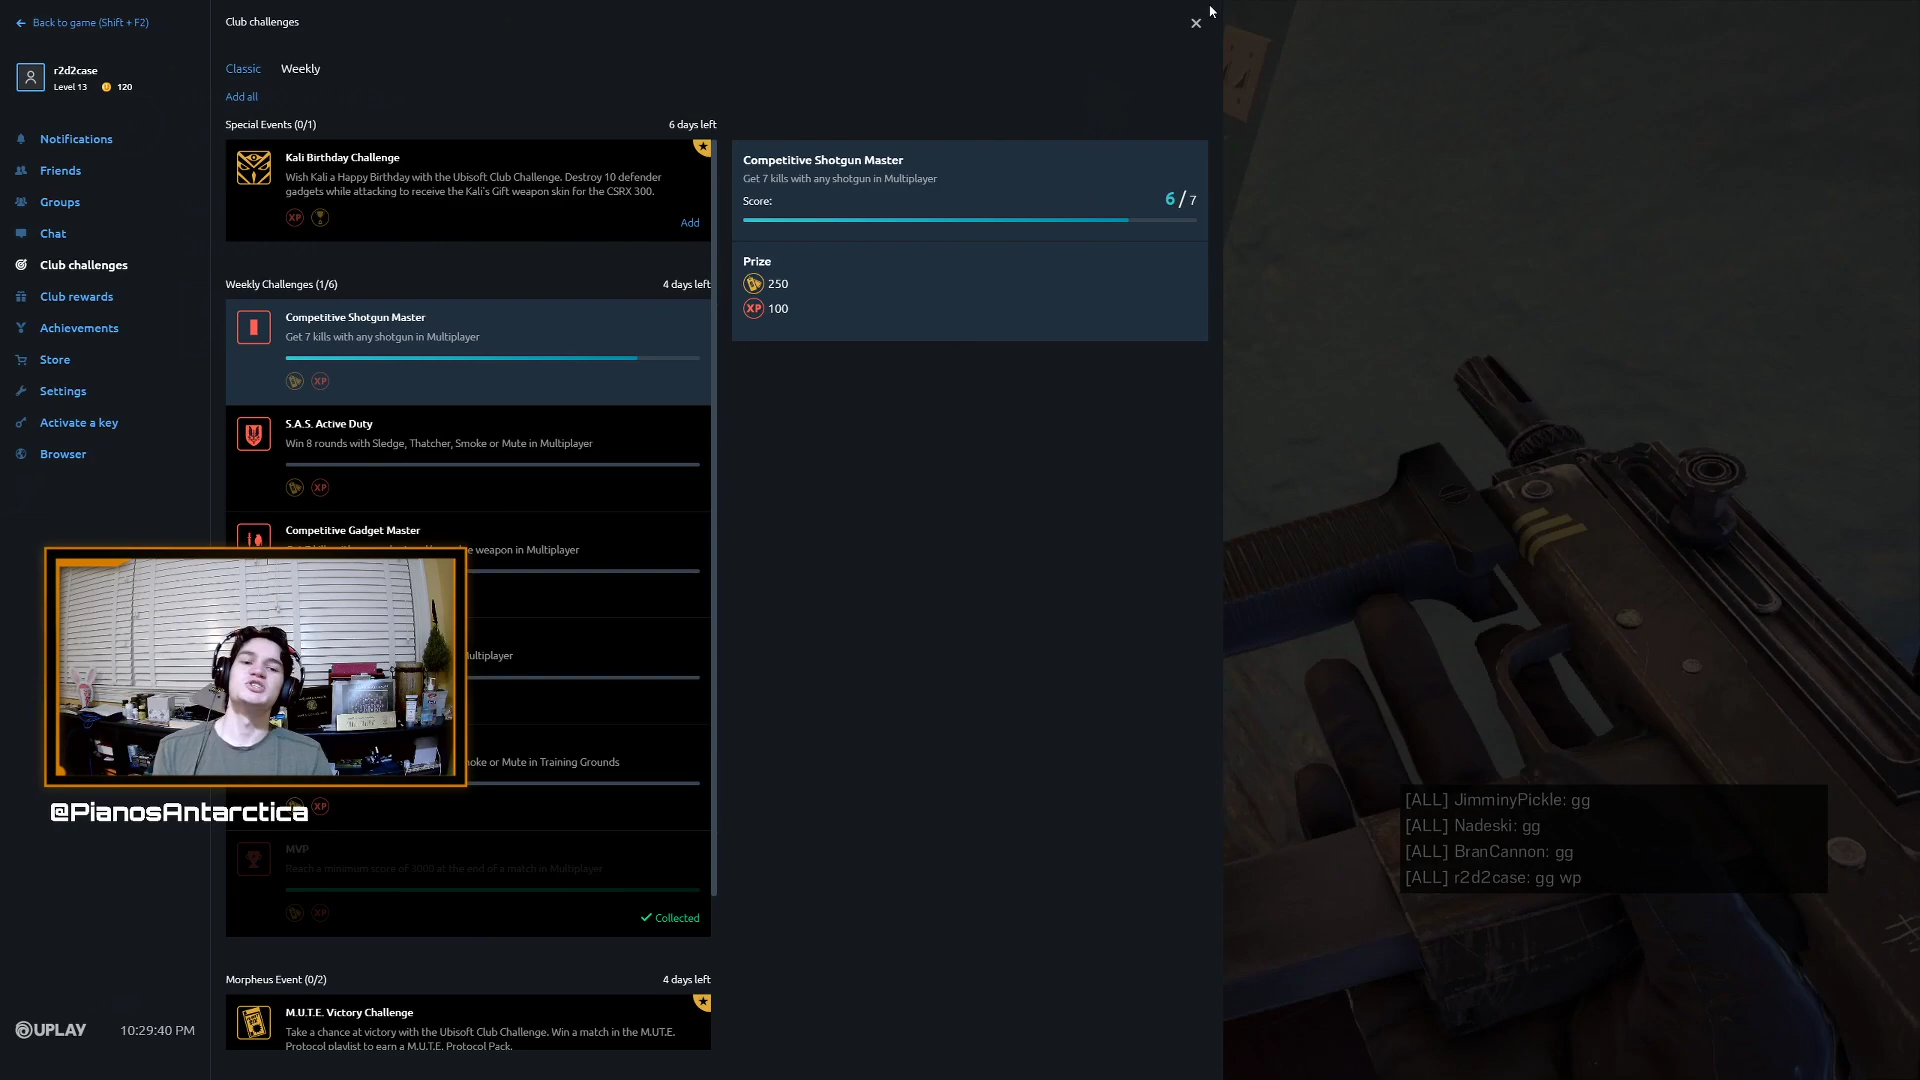 Back to game (Shift + F2)
r2d2case
Level 13
120
Notifications
Friends
Groups
Chat
Club challenges
Club rewards
Achievements
Store
Settings
Activate a key
Browser
UPLAY
10:29:40 PM
Club challenges
Classic
Weekly
Add all
Special Events (0/1)
6 days left
Kali Birthday Challenge
Wish Kali a Happy Birthday with the Ubisoft Club Challenge. Destroy 10 defender
gadgets while attacking to receive the Kali's Gift weapon skin for the CSRX 300.
XP
Add
Weekly Challenges (1/6)
4 days left
Competitive Shotgun Master
Get 7 kills with any shotgun in Multiplayer
XP
S.A.S. Active Duty
Win 8 rounds with Sledge, Thatcher, Smoke or Mute in Multiplayer
XP
Competitive Gadget Master
weapon in Multiplayer
Multiplayer
or Mute in Training Grounds
XP
@PianosAntarctica
MVP
Reach a minimum score of 3000 at the end of a match in Multiplayer
XP
Collected
Morpheus Event (0/2)
4 days left
M.U.T.E. Victory Challenge
Take a chance at victory with the Ubisoft Club Challenge. Win a match in the M.U.T.E.
Protocol playlist to earn a M.U.T.E. Protocol Pack.
Competitive Shotgun Master
Get 7 kills with any shotgun in Multiplayer
Score:
6 / 7
Prize
250
XP 100
[ALL] JimminyPickle: gg
[ALL] Nadeski: gg
[ALL] BranCannon: gg
[ALL] r2d2case: gg wp